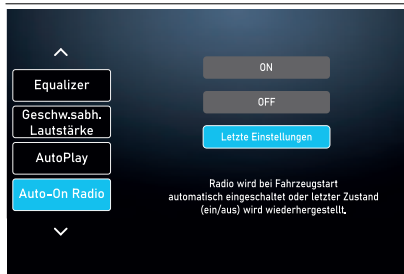 Equalizer
Geschw.sabh.
Lautstärke
AutoPlay
Auto-On Radio
ON
OFF
Letzte Einstellungen
Radio wird bei Fahrzeugstart
automatisch eingeschaltet oder letzter Zustand
(ein/aus) wird wiederhergestellt.